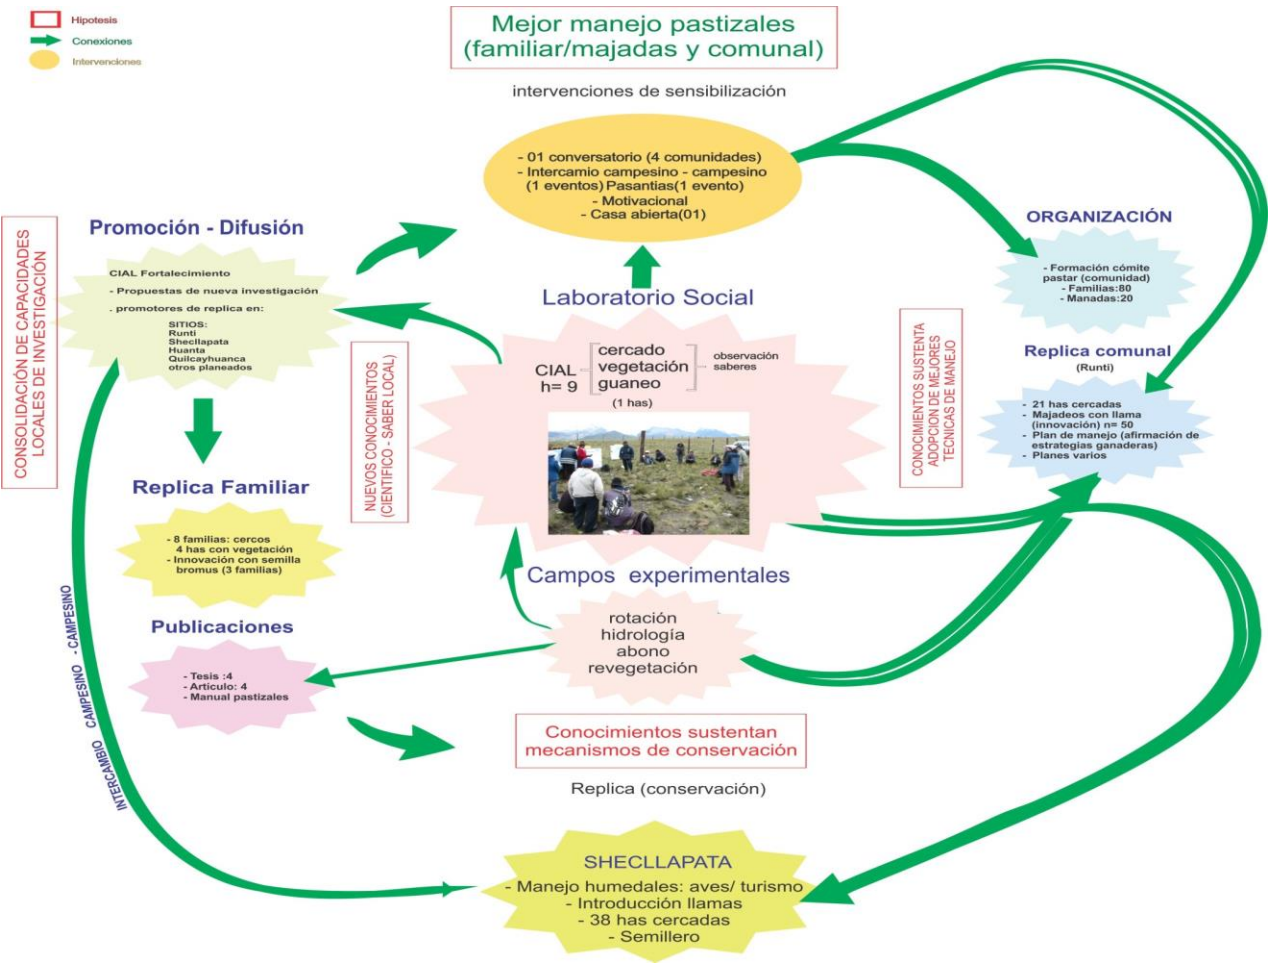 Hipotesis
Conexiones
Intervenciones
Mejor manejo pastizales
(familiar/majadas y comunal)
intervenciones de sensibilización
- 01 conversatorio (4 comunidades)
- Intercamio campesino - campesino
(1 eventos) Pasantias(1 evento)
- Motivacional
- Casa abierta(01)
CONSOLIDACIÓN DE CAPACIDADES
LOCALES DE INVESTIGACIÓN
Promoción - Difusión
CIAL Fortalecimiento
- Propuestas de nueva investigación
. promotores de replica en:
SITIOS:
Runti
Shecllapata
Huanta
Quilcayhuanca
otros planeados
NUEVOS CONOCIMIENTOS
(CIENTIFICO - SABER LOCAL)
Laboratorio Social
CIAL
h= 9
cercado
vegetación
guaneo
(1 has)
observación
saberes
CONOCIMIENTOS SUSTENTA
ADOPCION DE MEJORES
TECNICAS DE MANEJO
ORGANIZACIÓN
- Formación cómite
pastar (comunidad)
- Familias:80
- Manadas:20
Replica comunal
(Runti)
- 21 has cercadas
- Majadeos con llama
(innovación) n= 50
- Plan de manejo (afirmación de
estrategias ganaderas)
- Planes varios
Replica Familiar
- 8 familias: cercos
4 has con vegetación
- Innovación con semilla
bromus (3 familias)
Publicaciones
- Tesis :4
- Artículo: 4
- Manual pastizales
INTERCAMBIO CAMPESINO - CAMPESINO
Campos experimentales
rotación
hidrología
abono
revegetación
Conocimientos sustentan
mecanismos de conservación
Replica (conservación)
SHECLLAPATA
- Manejo humedales: aves/ turismo
- Introducción llamas
- 38 has cercadas
- Semillero